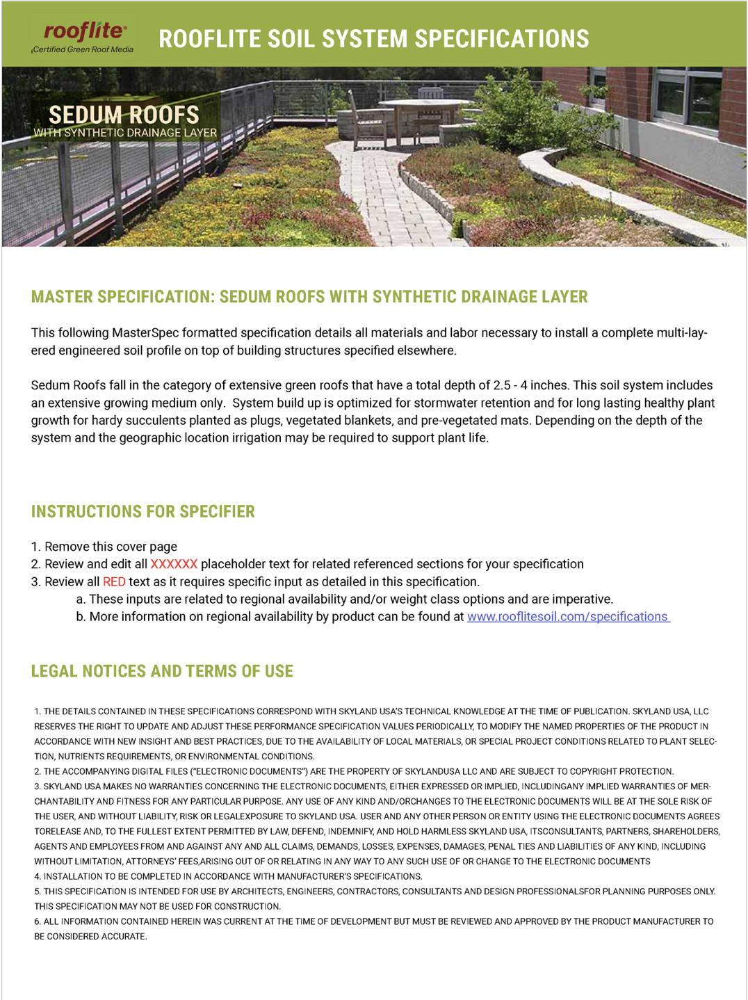 rooflite®
Certified Green Roof Media
ROOFLITE SOIL SYSTEM SPECIFICATIONS
SEDUM ROOFS
WITH SYNTHETIC DRAINAGE LAYER
MASTER SPECIFICATION: SEDUM ROOFS WITH SYNTHETIC DRAINAGE LAYER
This following MasterSpec formatted specification details all materials and labor necessary to install a complete multi-lay-
ered engineered soil profile on top of building structures specified elsewhere.
Sedum Roofs fall in the category of extensive green roofs that have a total depth of 2.5 - 4 inches. This soil system includes
an extensive growing medium only.  System build up is optimized for stormwater retention and for long lasting healthy plant
growth for hardy succulents planted as plugs, vegetated blankets, and pre-vegetated mats. Depending on the depth of the
system and the geographic location irrigation may be required to support plant life.
INSTRUCTIONS FOR SPECIFIER
1. Remove this cover page
2. Review and edit all XXXXXX placeholder text for related referenced sections for your specification
3. Review all RED text as it requires specific input as detailed in this specification.
a. These inputs are related to regional availability and/or weight class options and are imperative.
b. More information on regional availability by product can be found at www.rooflitesoil.com/specifications
LEGAL NOTICES AND TERMS OF USE
1. THE DETAILS CONTAINED IN THESE SPECIFICATIONS CORRESPOND WITH SKYLAND USA'S TECHNICAL KNOWLEDGE AT THE TIME OF PUBLICATION. SKYLAND USA, LLC
RESERVES THE RIGHT TO UPDATE AND ADJUST THESE PERFORMANCE SPECIFICATION VALUES PERIODICALLY, TO MODIFY THE NAMED PROPERTIES OF THE PRODUCT IN
ACCORDANCE WITH NEW INSIGHT AND BEST PRACTICES, DUE TO THE AVAILABILITY OF LOCAL MATERIALS, OR SPECIAL PROJECT CONDITIONS RELATED TO PLANT SELEC-
TION, NUTRIENTS REQUIREMENTS, OR ENVIRONMENTAL CONDITIONS.
2. THE ACCOMPANYING DIGITAL FILES ("ELECTRONIC DOCUMENTS") ARE THE PROPERTY OF SKYLANDUSA LLC AND ARE SUBJECT TO COPYRIGHT PROTECTION.
3. SKYLAND USA MAKES NO WARRANTIES CONCERNING THE ELECTRONIC DOCUMENTS, EITHER EXPRESSED OR IMPLIED, INCLUDINGANY IMPLIED WARRANTIES OF MER-
CHANTABILITY AND FITNESS FOR ANY PARTICULAR PURPOSE. ANY USE OF ANY KIND AND/ORCHANGES TO THE ELECTRONIC DOCUMENTS WILL BE AT THE SOLE RISK OF
THE USER, AND WITHOUT LIABILITY, RISK OR LEGALEXPOSURE TO SKYLAND USA. USER AND ANY OTHER PERSON OR ENTITY USING THE ELECTRONIC DOCUMENTS AGREES
TORELEASE AND, TO THE FULLEST EXTENT PERMITTED BY LAW, DEFEND, INDEMNIFY, AND HOLD HARMLESS SKYLAND USA, ITSCONSULTANTS, PARTNERS, SHAREHOLDERS,
AGENTS AND EMPLOYEES FROM AND AGAINST ANY AND ALL CLAIMS, DEMANDS, LOSSES, EXPENSES, DAMAGES, PENAL TIES AND LIABILITIES OF ANY KIND, INCLUDING
WITHOUT LIMITATION, ATTORNEYS' FEES,ARISING OUT OF OR RELATING IN ANY WAY TO ANY SUCH USE OF OR CHANGE TO THE ELECTRONIC DOCUMENTS
4. INSTALLATION TO BE COMPLETED IN ACCORDANCE WITH MANUFACTURER'S SPECIFICATIONS.
5. THIS SPECIFICATION IS INTENDED FOR USE BY ARCHITECTS, ENGINEERS, CONTRACTORS, CONSULTANTS AND DESIGN PROFESSIONALSFOR PLANNING PURPOSES ONLY.
THIS SPECIFICATION MAY NOT BE USED FOR CONSTRUCTION.
6. ALL INFORMATION CONTAINED HEREIN WAS CURRENT AT THE TIME OF DEVELOPMENT BUT MUST BE REVIEWED AND APPROVED BY THE PRODUCT MANUFACTURER TO
BE CONSIDERED ACCURATE.